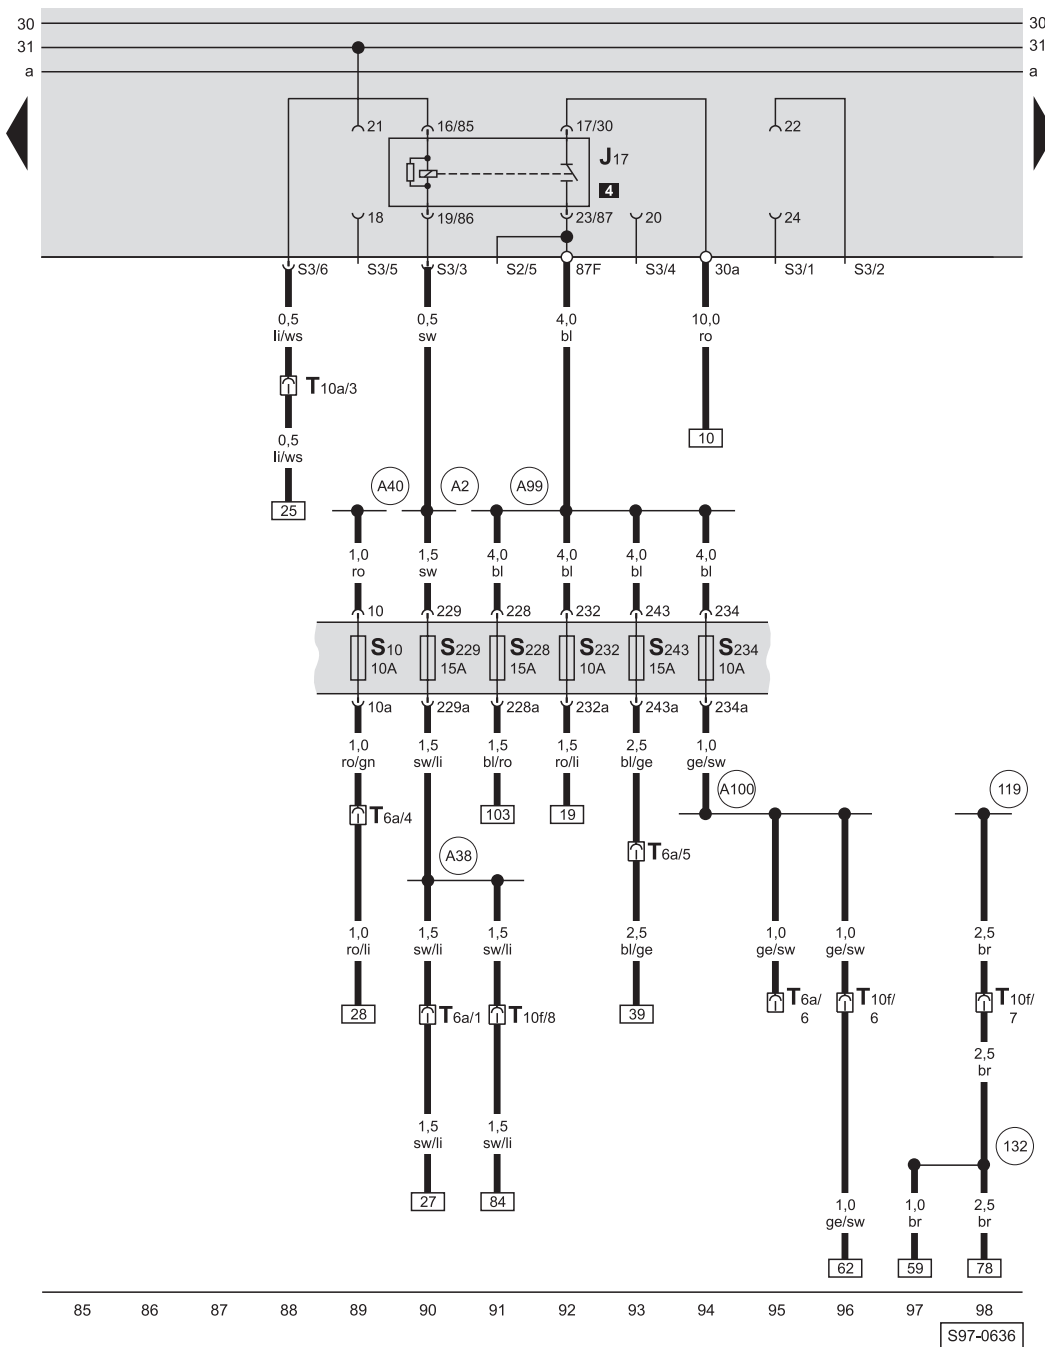 30 30
31 31
a a
21 16/85 17/30 22
J17
4
18 19/86 23/87 20 24
S3/6 S3/5 S3/3 S2/5 87F S3/4 30a S3/1 S3/2
0,5 0,5 4,0 10,0
li/ws sw bl ro
T10a/3
10
0,5
li/ws
A40 A2 A99
25
1,0 1,5 4,0 4,0 4,0 4,0
ro sw bl bl bl bl
10 229 228 232 243 234
S10 S229 S228 S232 S243 S234
10A 15A 15A 10A 15A 10A
10a 229a 228a 232a 243a 234a
1,0 1,5 1,5 1,5 2,5 1,0
ro/gn sw/li bl/ro ro/li bl/ge ge/sw
A100 119
T6a/4 103 19
A38 T6a/5
1,0 1,5 1,5 2,5 1,0 1,0 2,5
ro/li sw/li sw/li bl/ge ge/sw ge/sw br
T6a/ T10f/ T10f/
6 6 7
28 T6a/1 T10f/8 39
2,5
br
1,5 1,5
sw/li sw/li
132
27 84
1,0 1,0 2,5
ge/sw br br
62 59 78
85 86 87 88 89 90 91 92 93 94 95 96 97 98
S97-0636